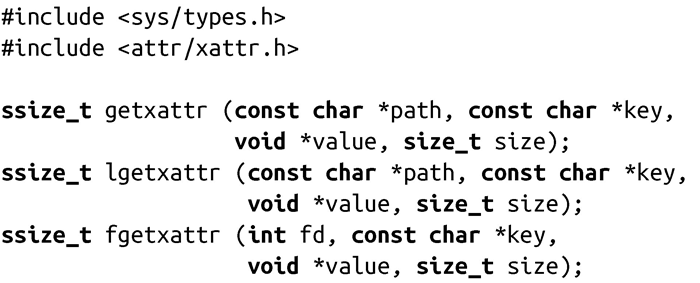 #include <sys/types.h>
#include <attr/xattr.h>

ssize_t getxattr (const char *path, const char *key,
                  void *value, size_t size);
ssize_t lgetxattr (const char *path, const char *key,
                   void *value, size_t size);
ssize_t fgetxattr (int fd, const char *key,
                   void *value, size_t size);